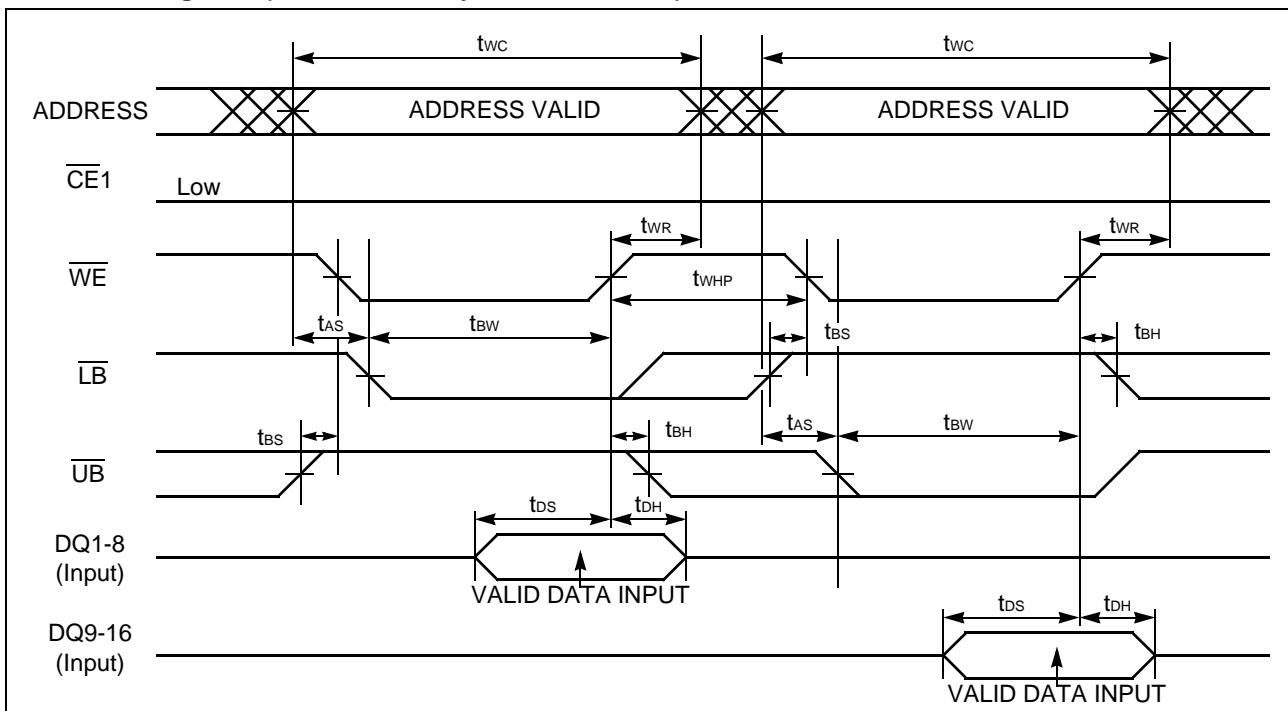 tWC tWC
ADDRESS ADDRESS VALID ADDRESS VALID
CE1 Low
tWR tWR
WE tWHP
tAS tBW tBS tBH
LB
tBS tBH tAS tBW
UB
tDS tDH
DQ1-8
(Input)
VALID DATA INPUT
tDS tDH
DQ9-16
(Input)
VALID DATA INPUT